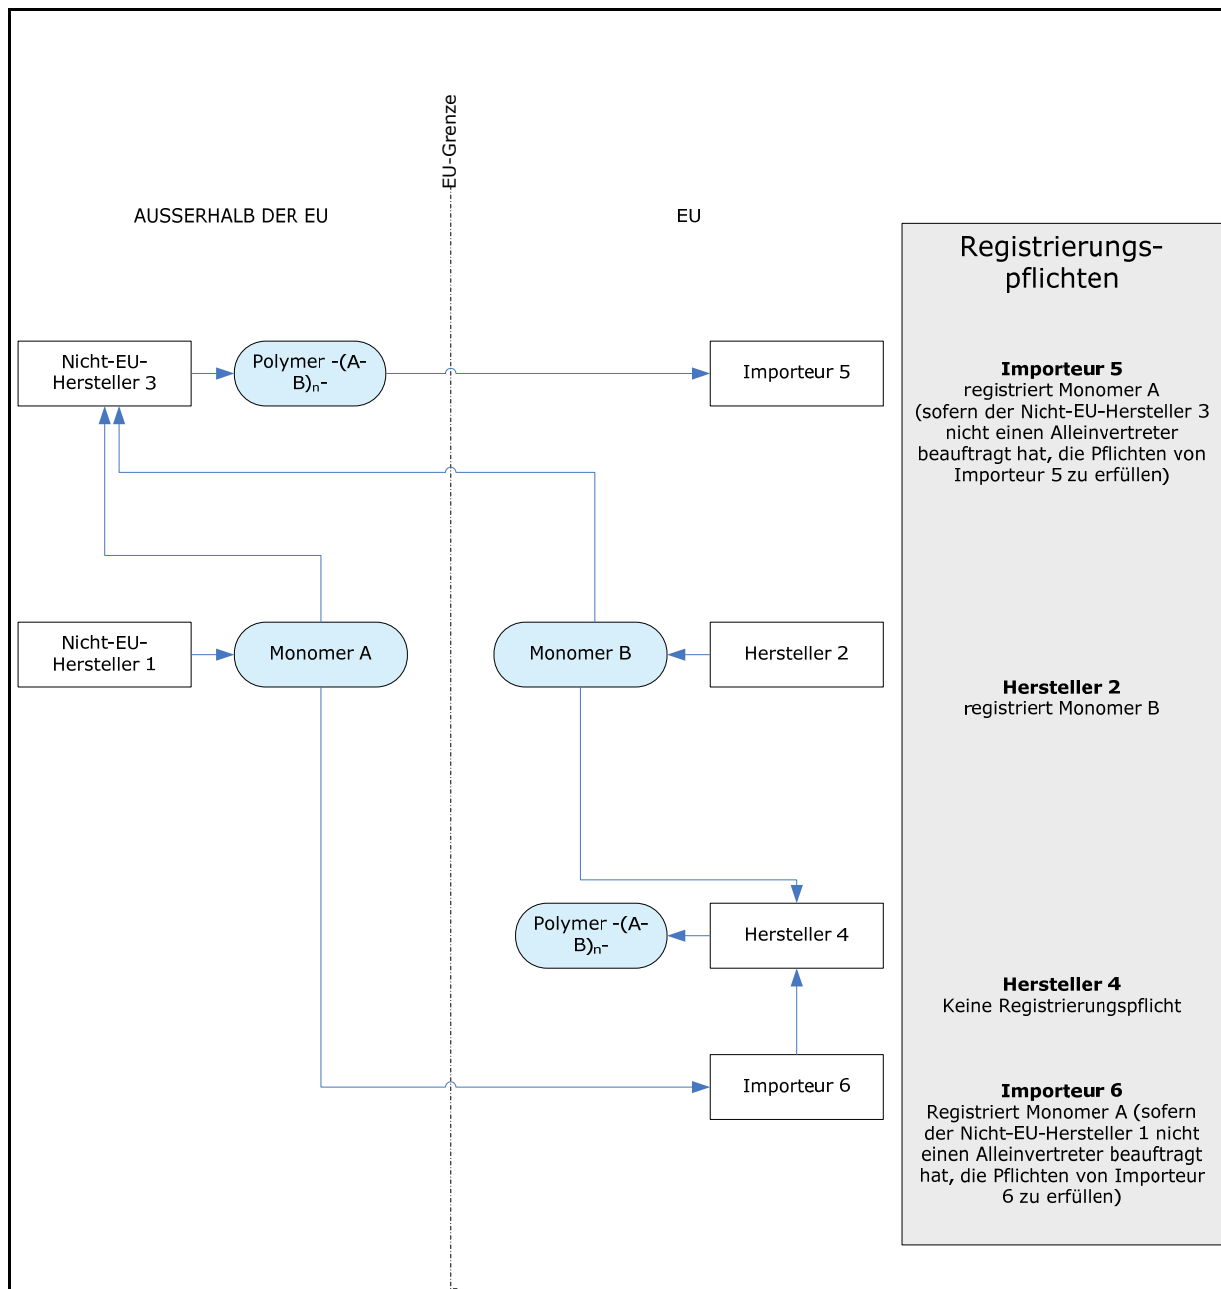 EU-Grenze
AUSSERHALB DER EU
EU
Registrierungs-
pflichten
Nicht-EU-
Hersteller 3
Polymer -(A-
B)n-
Importeur 5
Importeur 5
registriert Monomer A
(sofern der Nicht-EU-Hersteller 3
nicht einen Alleinvertreter
beauftragt hat, die Pflichten von
Importeur 5 zu erfüllen)
Nicht-EU-
Hersteller 1
Monomer A
Monomer B
Hersteller 2
Hersteller 2
registriert Monomer B
Polymer -(A-
B)n-
Hersteller 4
Hersteller 4
Keine Registrierungspflicht
Importeur 6
Importeur 6
Registriert Monomer A (sofern
der Nicht-EU-Hersteller 1 nicht
einen Alleinvertreter beauftragt
hat, die Pflichten von Importeur
6 zu erfüllen)